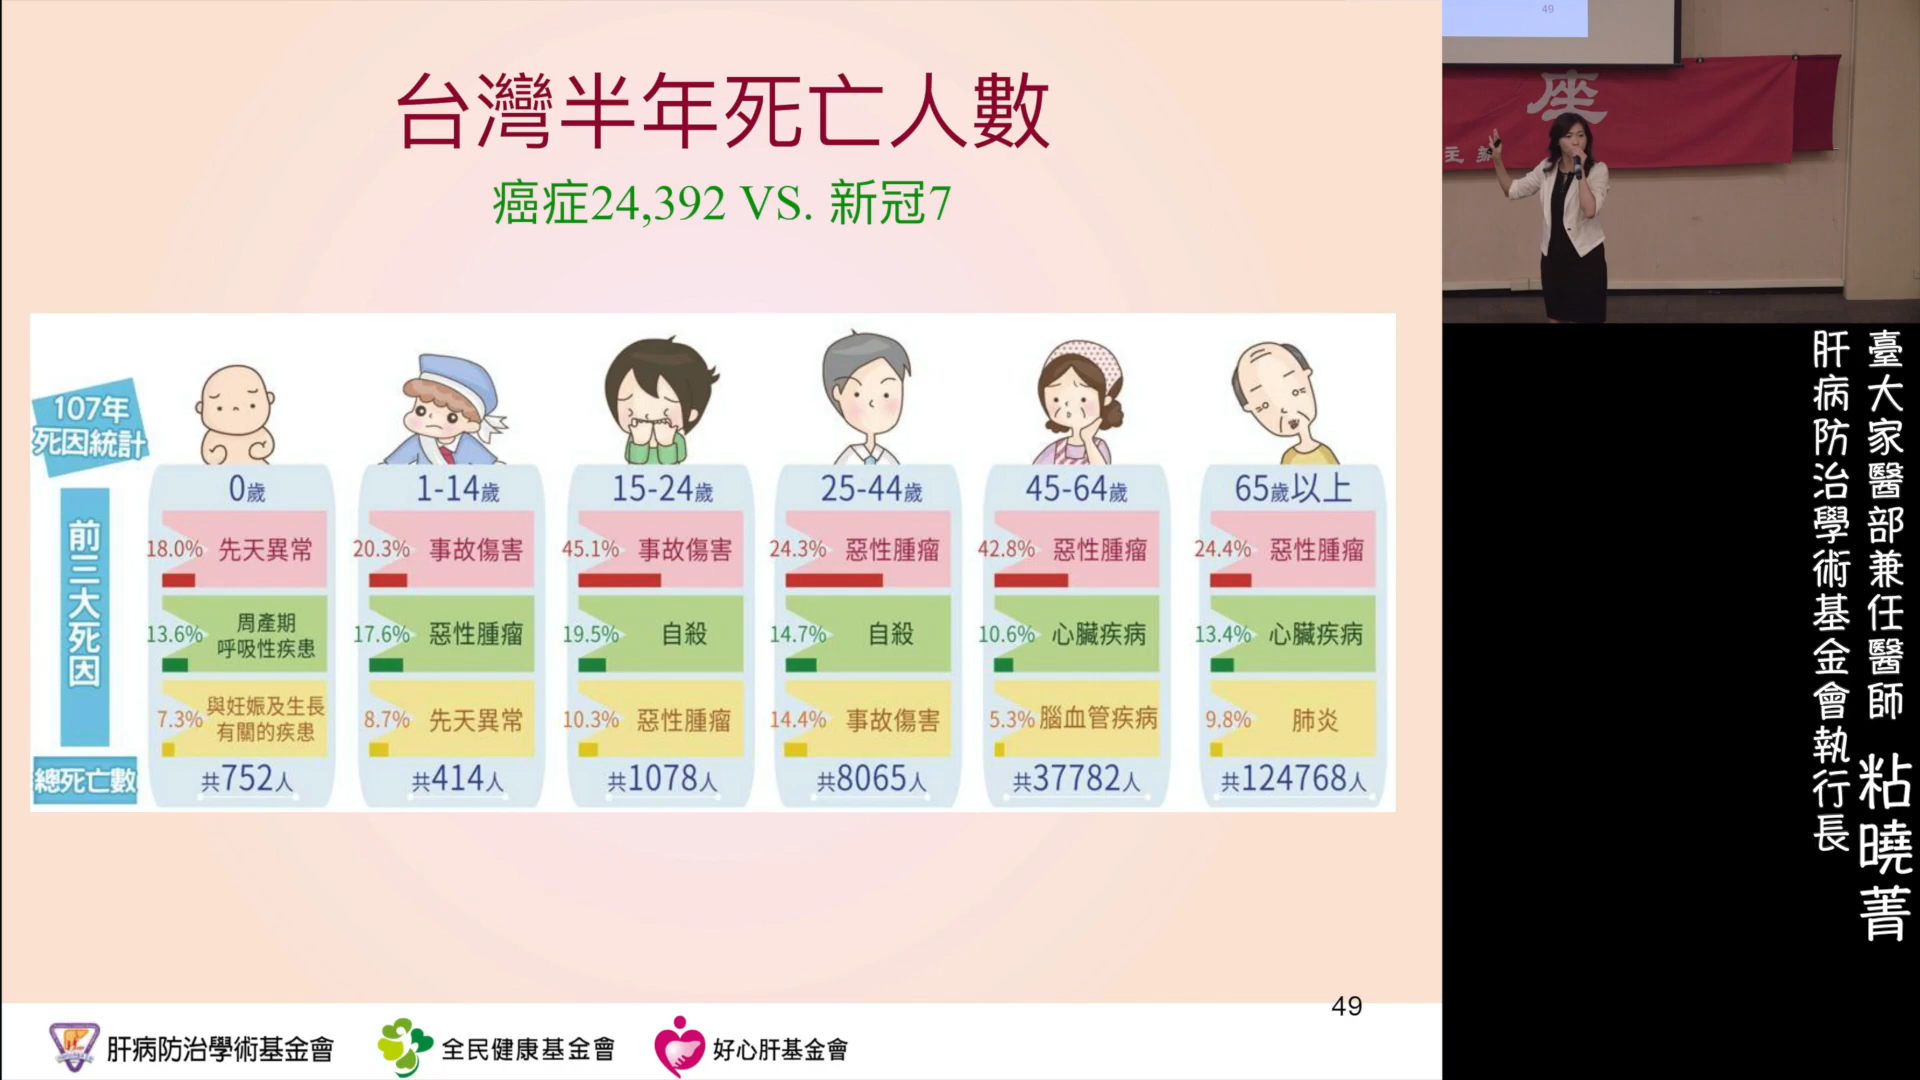 台灣半年死亡人數
癌症24,392 VS. 新冠7
107年
死因統計
前三大死因
總死亡數
0歲
18.0% 先天異常
13.6% 周產期
呼吸性疾患
7.3% 與妊娠及生長
有關的疾患
共752人
1-14歲
20.3% 事故傷害
17.6% 惡性腫瘤
8.7% 先天異常
共414人
15-24歲
45.1% 事故傷害
19.5% 自殺
10.3% 惡性腫瘤
共1078人
25-44歲
24.3% 惡性腫瘤
14.7% 自殺
14.4% 事故傷害
共8065人
45-64歲
42.8% 惡性腫瘤
10.6% 心臟疾病
5.3% 腦血管疾病
共37782人
65歲以上
24.4% 惡性腫瘤
13.4% 心臟疾病
9.8% 肺炎
共124768人
49
肝病防治學術基金會
全民健康基金會
好心肝基金會
49
座
主
臺大家醫部兼任醫師 粘曉菁
肝病防治學術基金會執行長